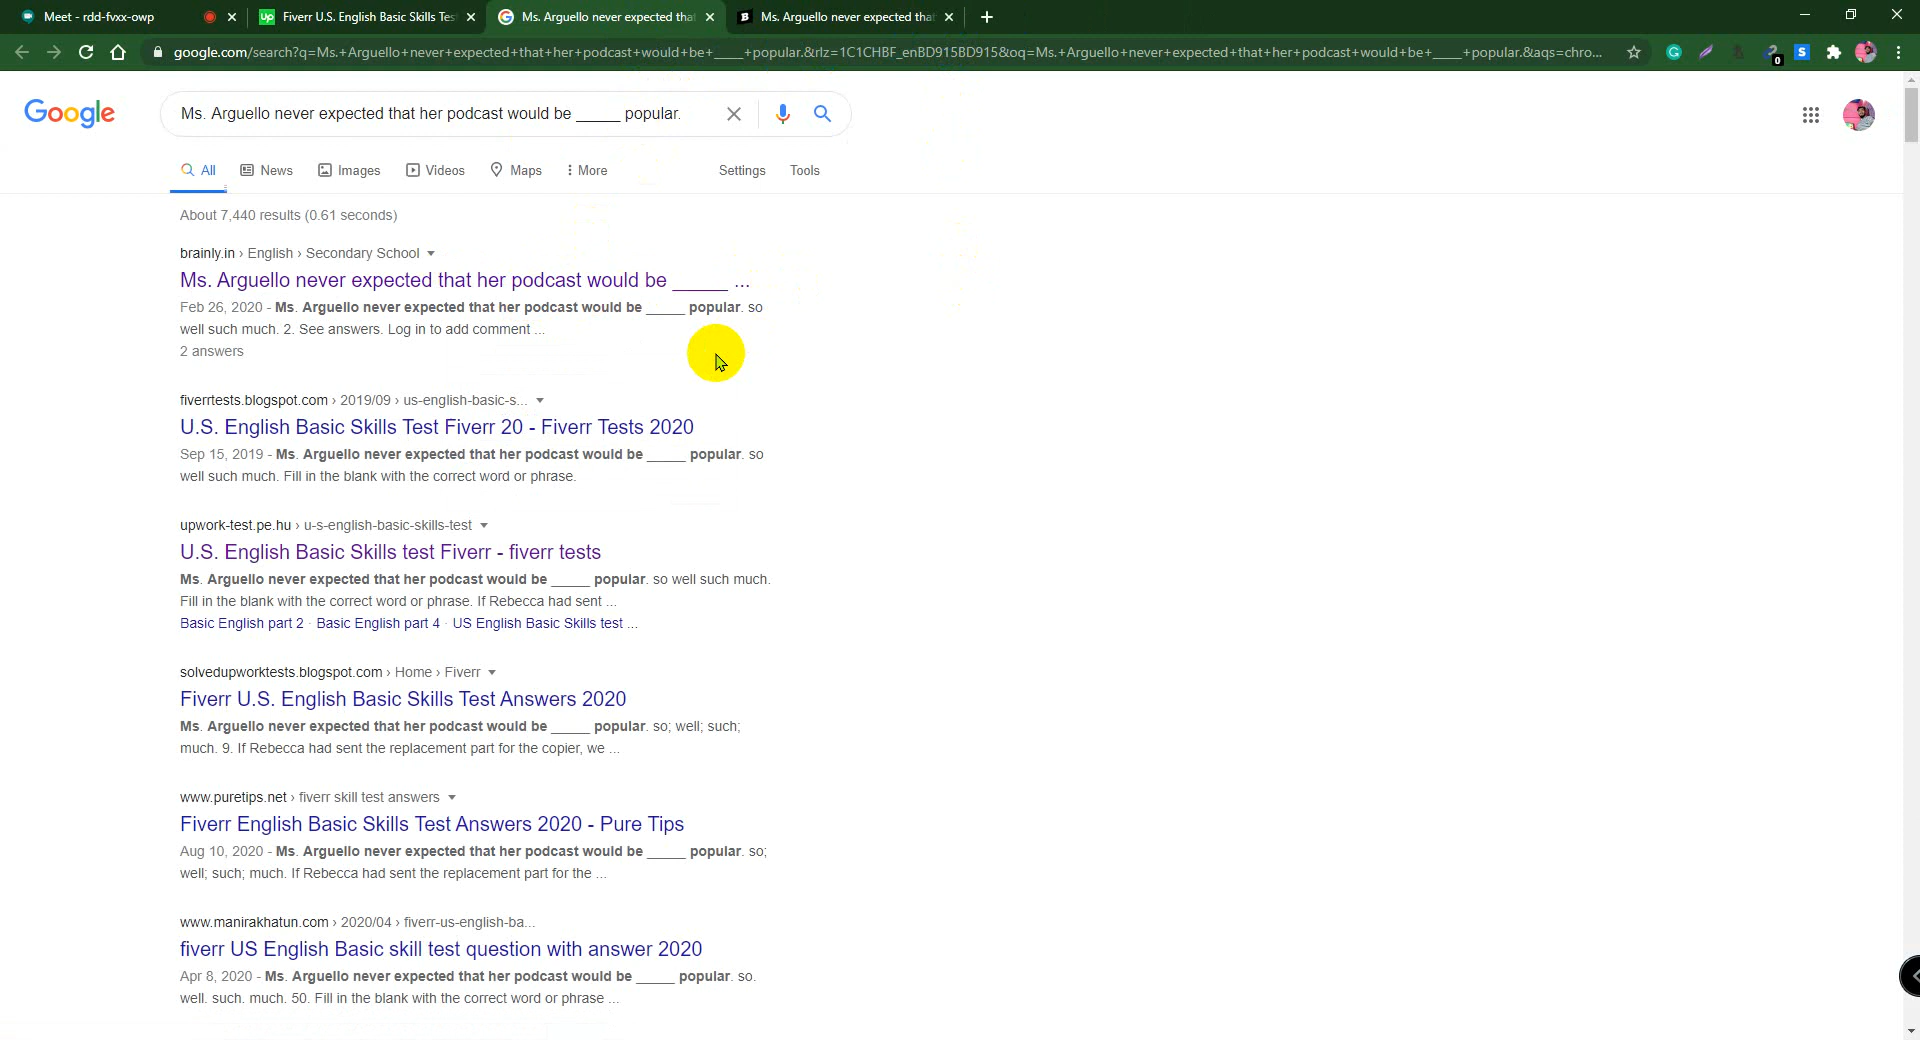 Meet - rdd-fvxx-owp
Fiverr U.S. English Basic Skills Tes
Ms. Arguello never expected tha
Ms. Arguello never expected tha
google.com/search?q=Ms.+Arguello+never+expected+that+her+podcast+would+be+____+popular.&rlz=1C1CHBF_enBD915BD915&oq=Ms.+Arguello+never+expected+that+her+podcast+would+be+____+popular.&aqs=chro...
0
S
Google
Ms. Arguello never expected that her podcast would be _____ popular.
All
News
Images
Videos
Maps
More
Settings
Tools
About 7,440 results (0.61 seconds)
brainly.in › English › Secondary School
Ms. Arguello never expected that her podcast would be _____ ...
Feb 26, 2020 - Ms. Arguello never expected that her podcast would be _____ popular. so
well such much. 2. See answers. Log in to add comment ...
2 answers
fiverrtests.blogspot.com › 2019/09 › us-english-basic-s...
U.S. English Basic Skills Test Fiverr 20 - Fiverr Tests 2020
Sep 15, 2019 - Ms. Arguello never expected that her podcast would be _____ popular. so
well such much. Fill in the blank with the correct word or phrase.
upwork-test.pe.hu › u-s-english-basic-skills-test
U.S. English Basic Skills test Fiverr - fiverr tests
Ms. Arguello never expected that her podcast would be _____ popular. so well such much.
Fill in the blank with the correct word or phrase. If Rebecca had sent ...
Basic English part 2 · Basic English part 4 · US English Basic Skills test ...
solvedupworktests.blogspot.com › Home › Fiverr
Fiverr U.S. English Basic Skills Test Answers 2020
Ms. Arguello never expected that her podcast would be _____ popular. so; well; such;
much. 9. If Rebecca had sent the replacement part for the copier, we ...
www.puretips.net › fiverr skill test answers
Fiverr English Basic Skills Test Answers 2020 - Pure Tips
Aug 10, 2020 - Ms. Arguello never expected that her podcast would be _____ popular. so;
well; such; much. If Rebecca had sent the replacement part for the ...
www.manirakhatun.com › 2020/04 › fiverr-us-english-ba...
fiverr US English Basic skill test question with answer 2020
Apr 8, 2020 - Ms. Arguello never expected that her podcast would be _____ popular. so.
well. such. much. 50. Fill in the blank with the correct word or phrase ...